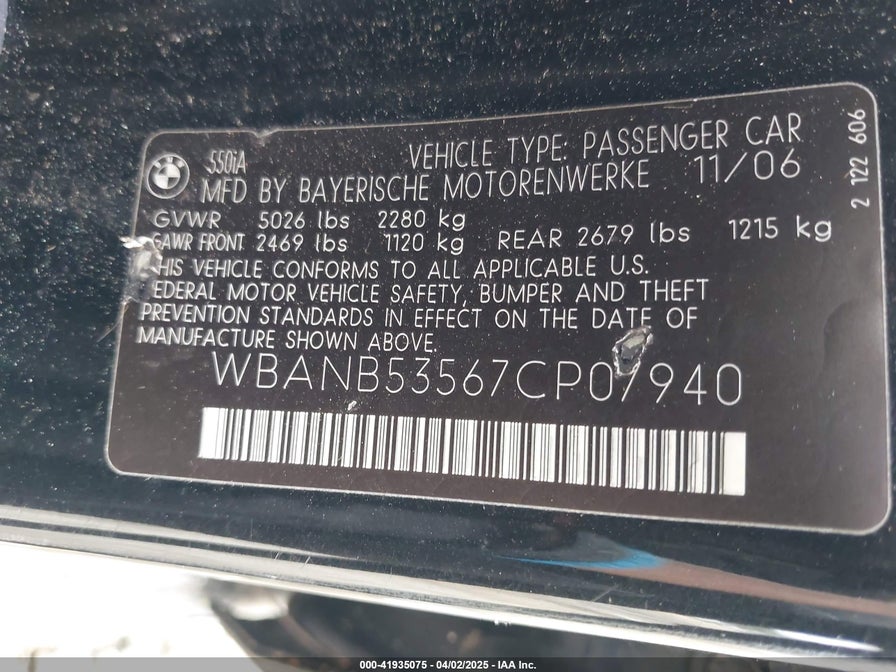 BMW
550iA
VEHICLE TYPE: PASSENGER CAR
MFD BY BAYERISCHE MOTORENWERKE 11/06
GVWR 5026 lbs 2280 kg
GAWR FRONT 2469 lbs 1120 kg REAR 2679 lbs 1215 kg
THIS VEHICLE CONFORMS TO ALL APPLICABLE U.S.
FEDERAL MOTOR VEHICLE SAFETY, BUMPER AND THEFT
PREVENTION STANDARDS IN EFFECT ON THE DATE OF
MANUFACTURE SHOWN ABOVE.
WBANB53567CP07940
2 122 606
000-41935075 - 04/02/2025 - IAA Inc.